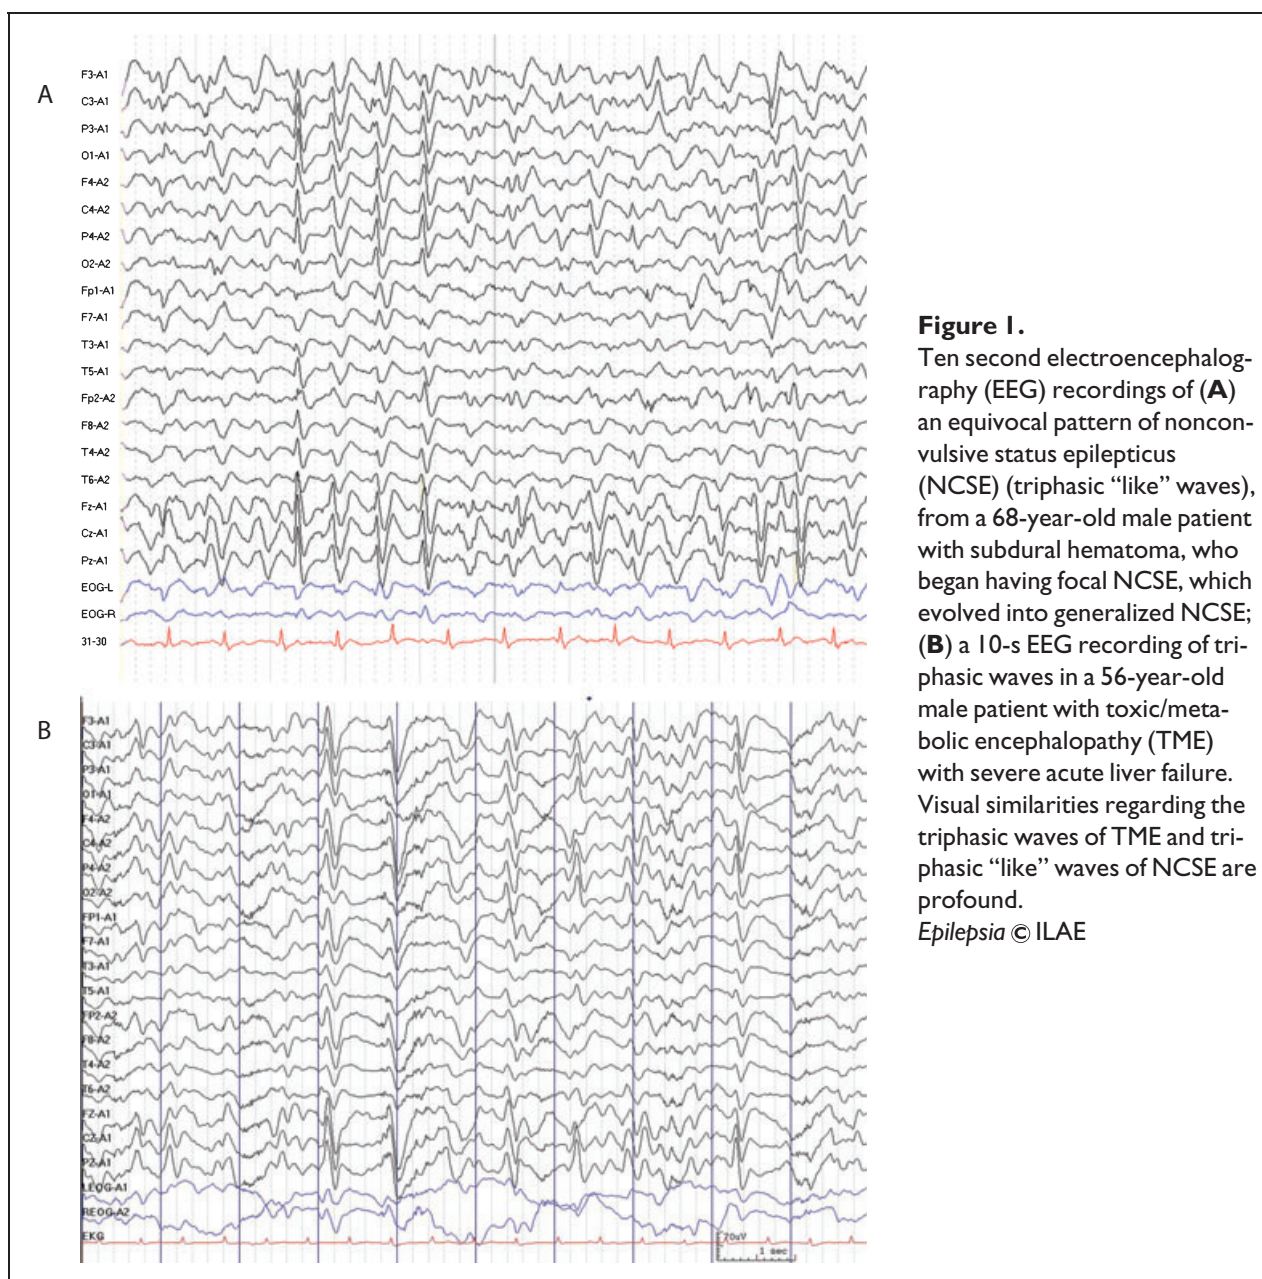 A
F3-A1
C3-A1
P3-A1
O1-A1
F4-A2
C4-A2
P4-A2
O2-A2
Fp1-A1
F7-A1
T3-A1
T5-A1
Fp2-A2
F8-A2
T4-A2
T6-A2
Fz-A1
Cz-A1
Pz-A1
EOG-L
EOG-R
31-30
B
F3-A1
C3-A1
P3-A1
O1-A1
F4-A2
C4-A2
P4-A2
O2-A2
FP1-A1
F7-A1
T3-A1
T5-A1
FP2-A2
F8-A2
T4-A2
T6-A2
FZ-A1
CZ-A1
PZ-A1
LEOG-A1
REOG-A2
EKG
70uV
1 sec
Figure 1.
Ten second electroencephalog-
raphy (EEG) recordings of (A)
an equivocal pattern of noncon-
vulsive status epilepticus
(NCSE) (triphasic “like” waves),
from a 68-year-old male patient
with subdural hematoma, who
began having focal NCSE, which
evolved into generalized NCSE;
(B) a 10-s EEG recording of tri-
phasic waves in a 56-year-old
male patient with toxic/meta-
bolic encephalopathy (TME)
with severe acute liver failure.
Visual similarities regarding the
triphasic waves of TME and tri-
phasic “like” waves of NCSE are
profound.
Epilepsia © ILAE